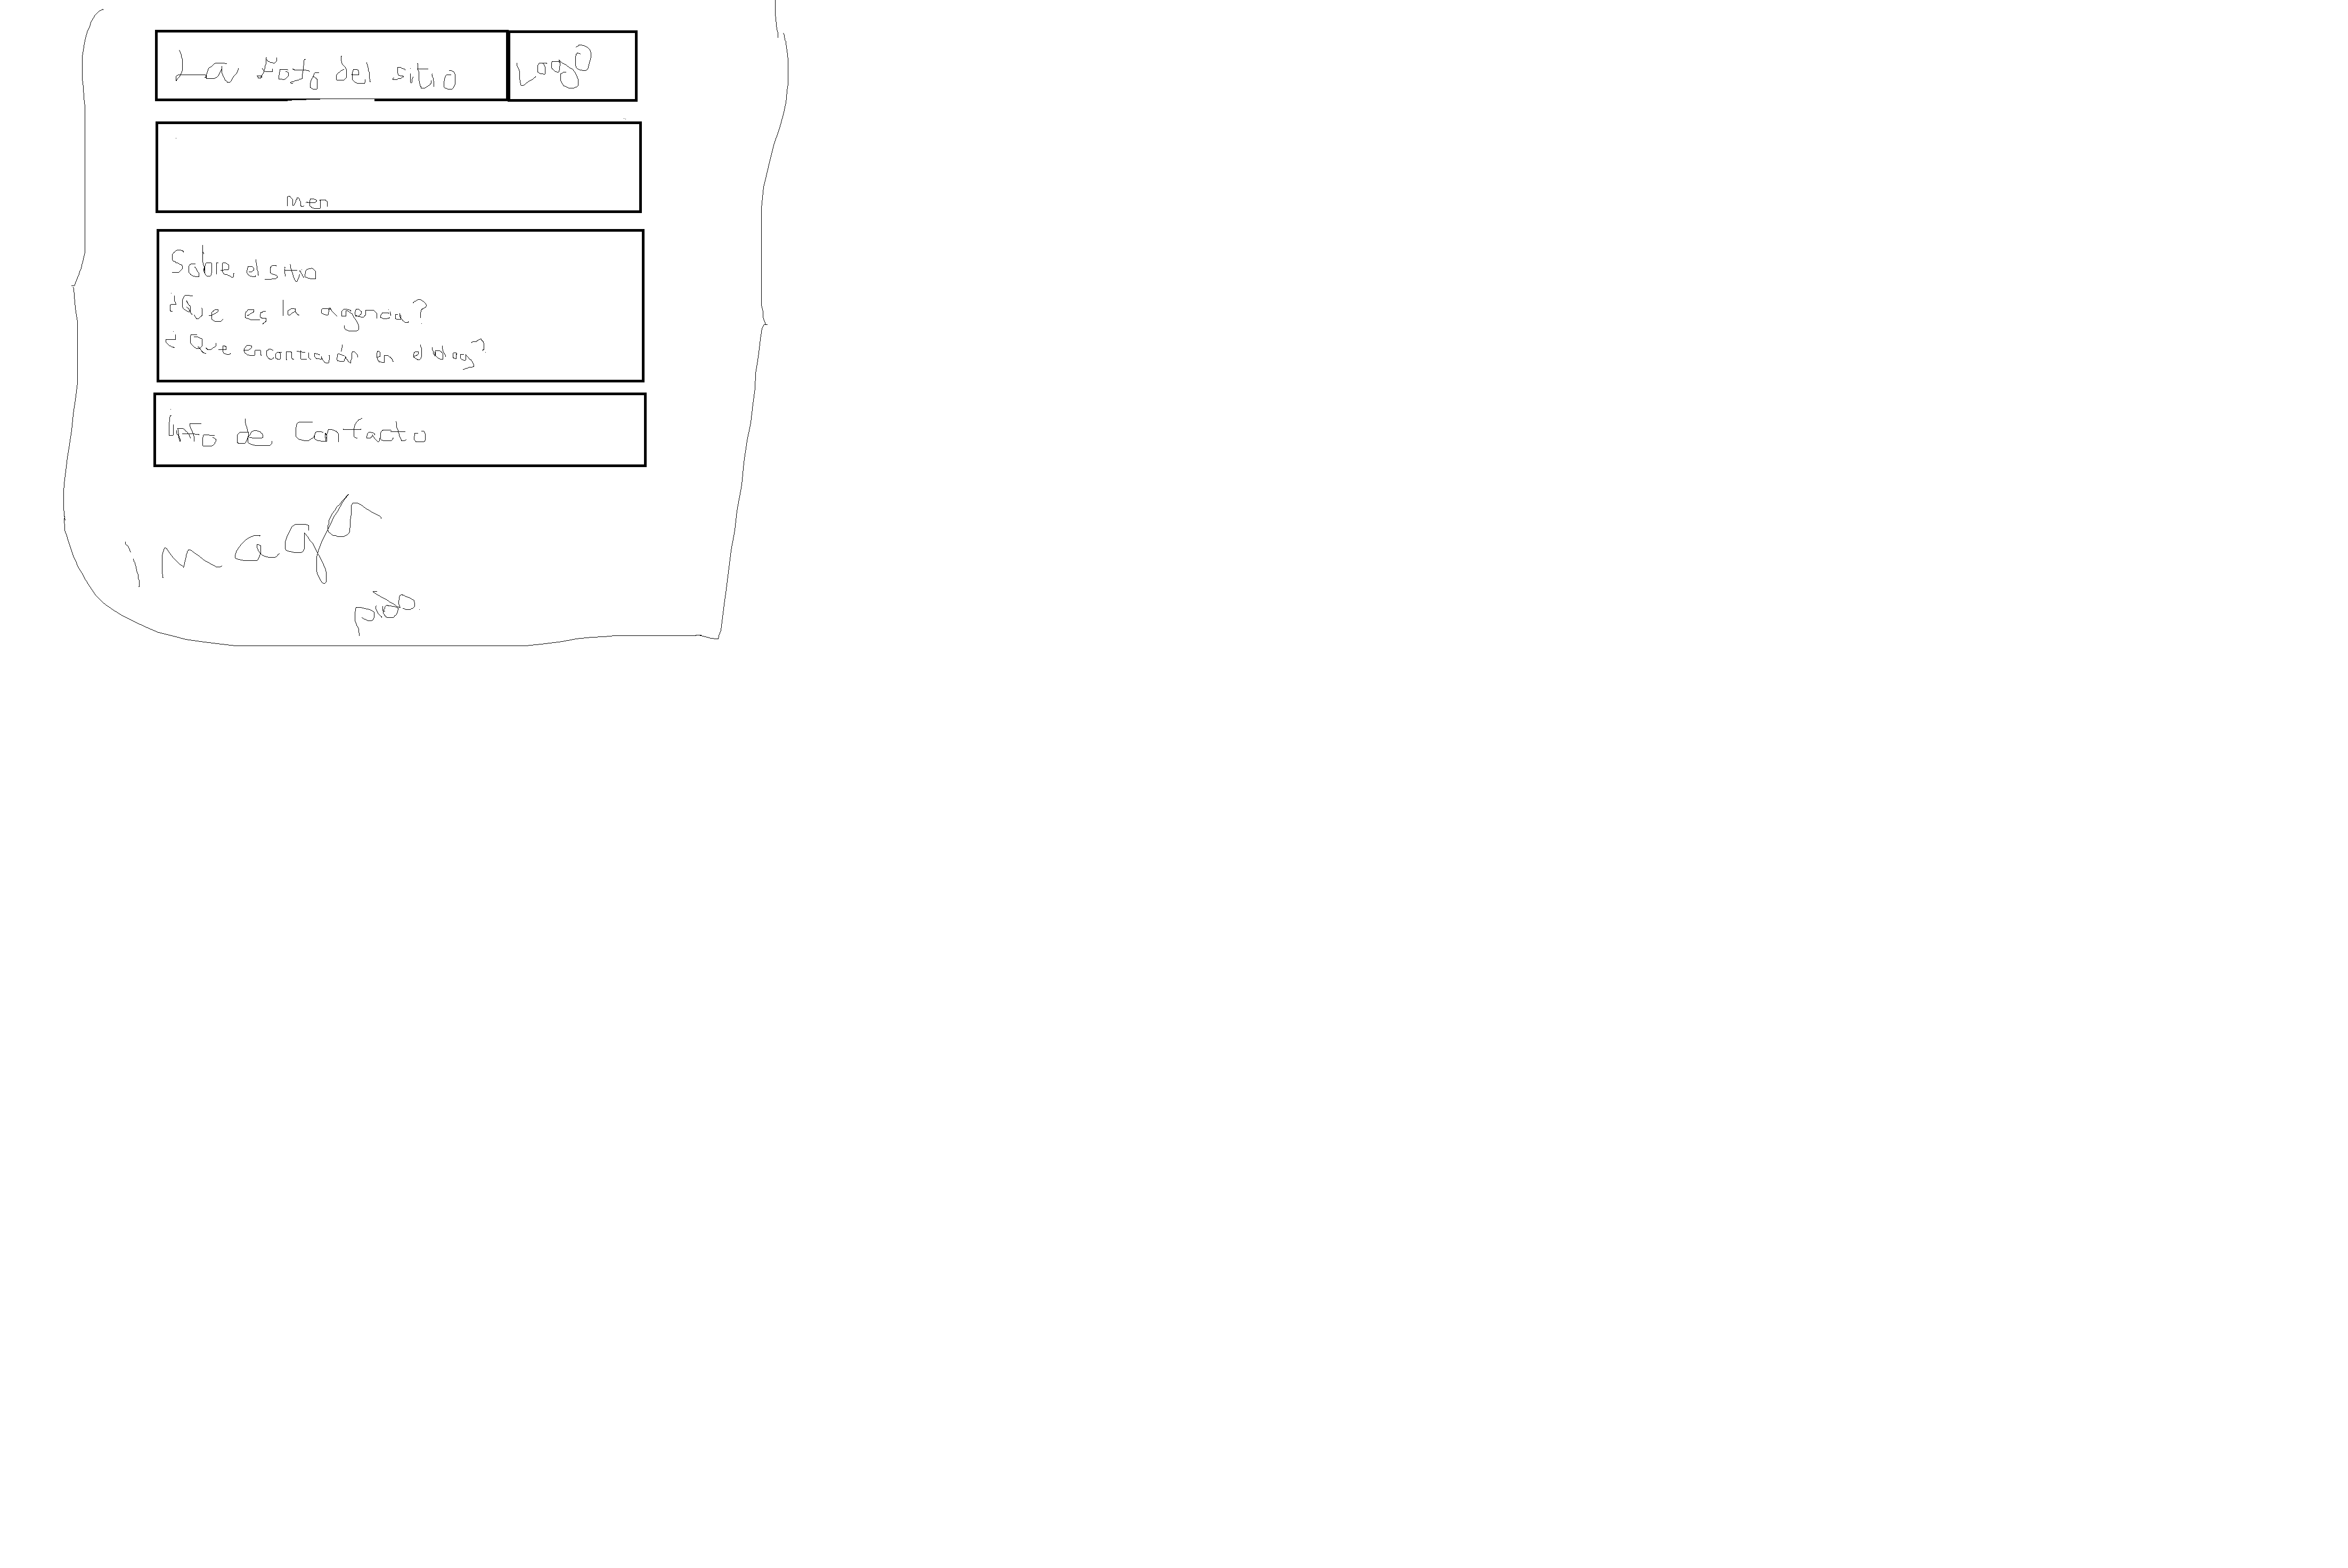 La foto del sitio Logo
men
Sobre el sitio
¿Que es la agencia?
¿Que encontrarán en el blog?
info de contacto
imagen